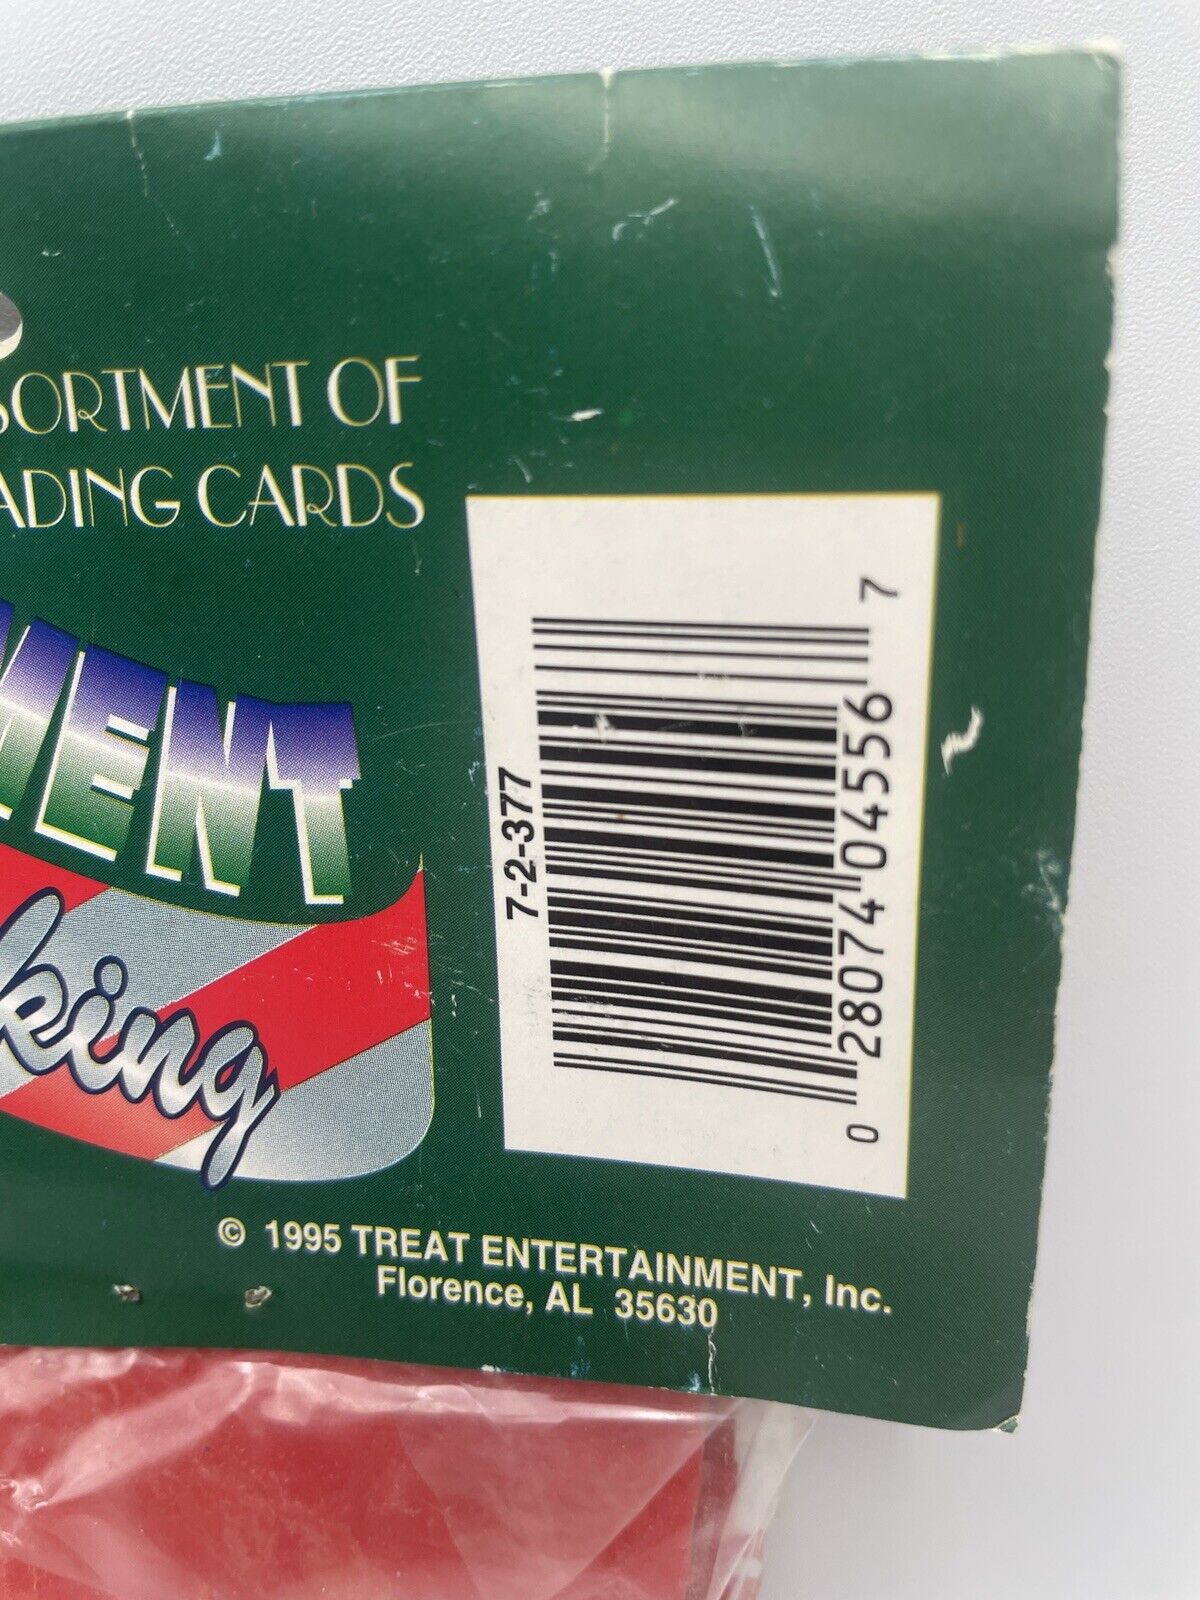 SORTMENT OF
ADING CARDS
MENT
king
7-2-377
0 28074 04556 7
© 1995 TREAT ENTERTAINMENT, Inc.
Florence, AL 35630